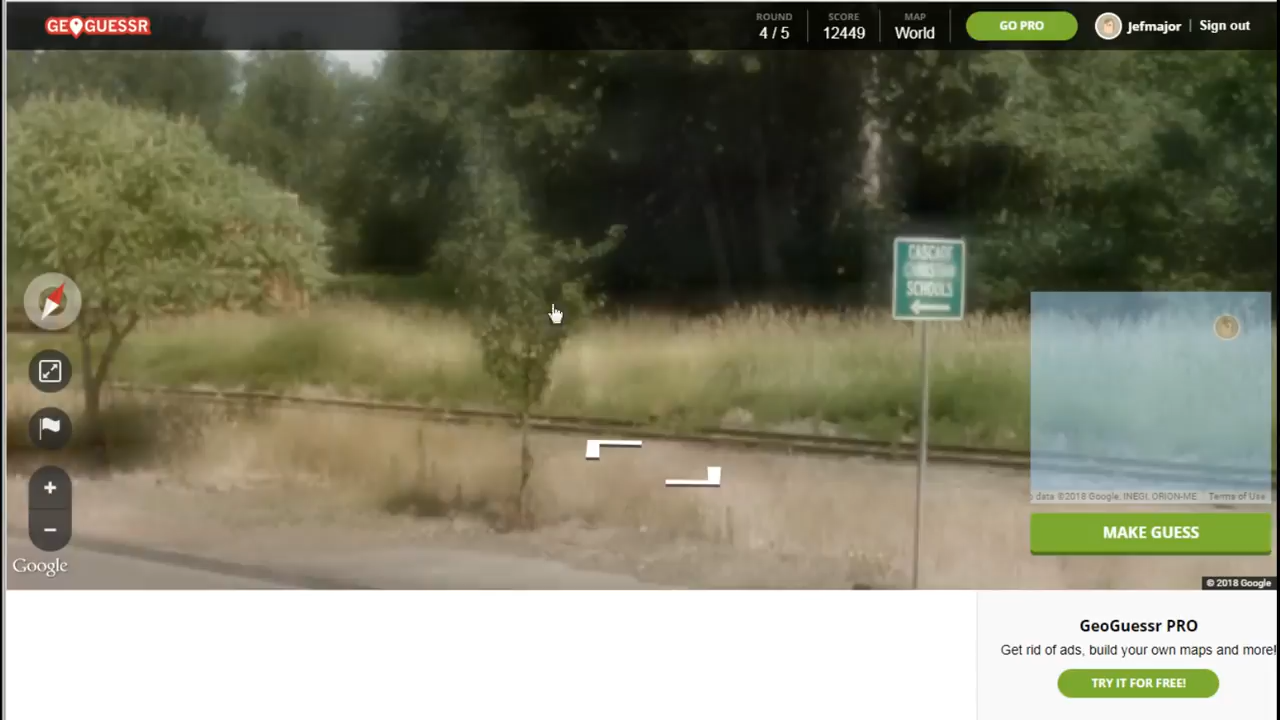 GEOGUESSR
ROUND
4 / 5
SCORE
12449
MAP
World
GO PRO
Jefmajor
Sign out
CASCADE
CHRISTIAN
SCHOOLS
data ©2018 Google, INEGI, ORION-ME
Terms of Use
MAKE GUESS
Google
© 2018 Google
GeoGuessr PRO
Get rid of ads, build your own maps and more!
TRY IT FOR FREE!